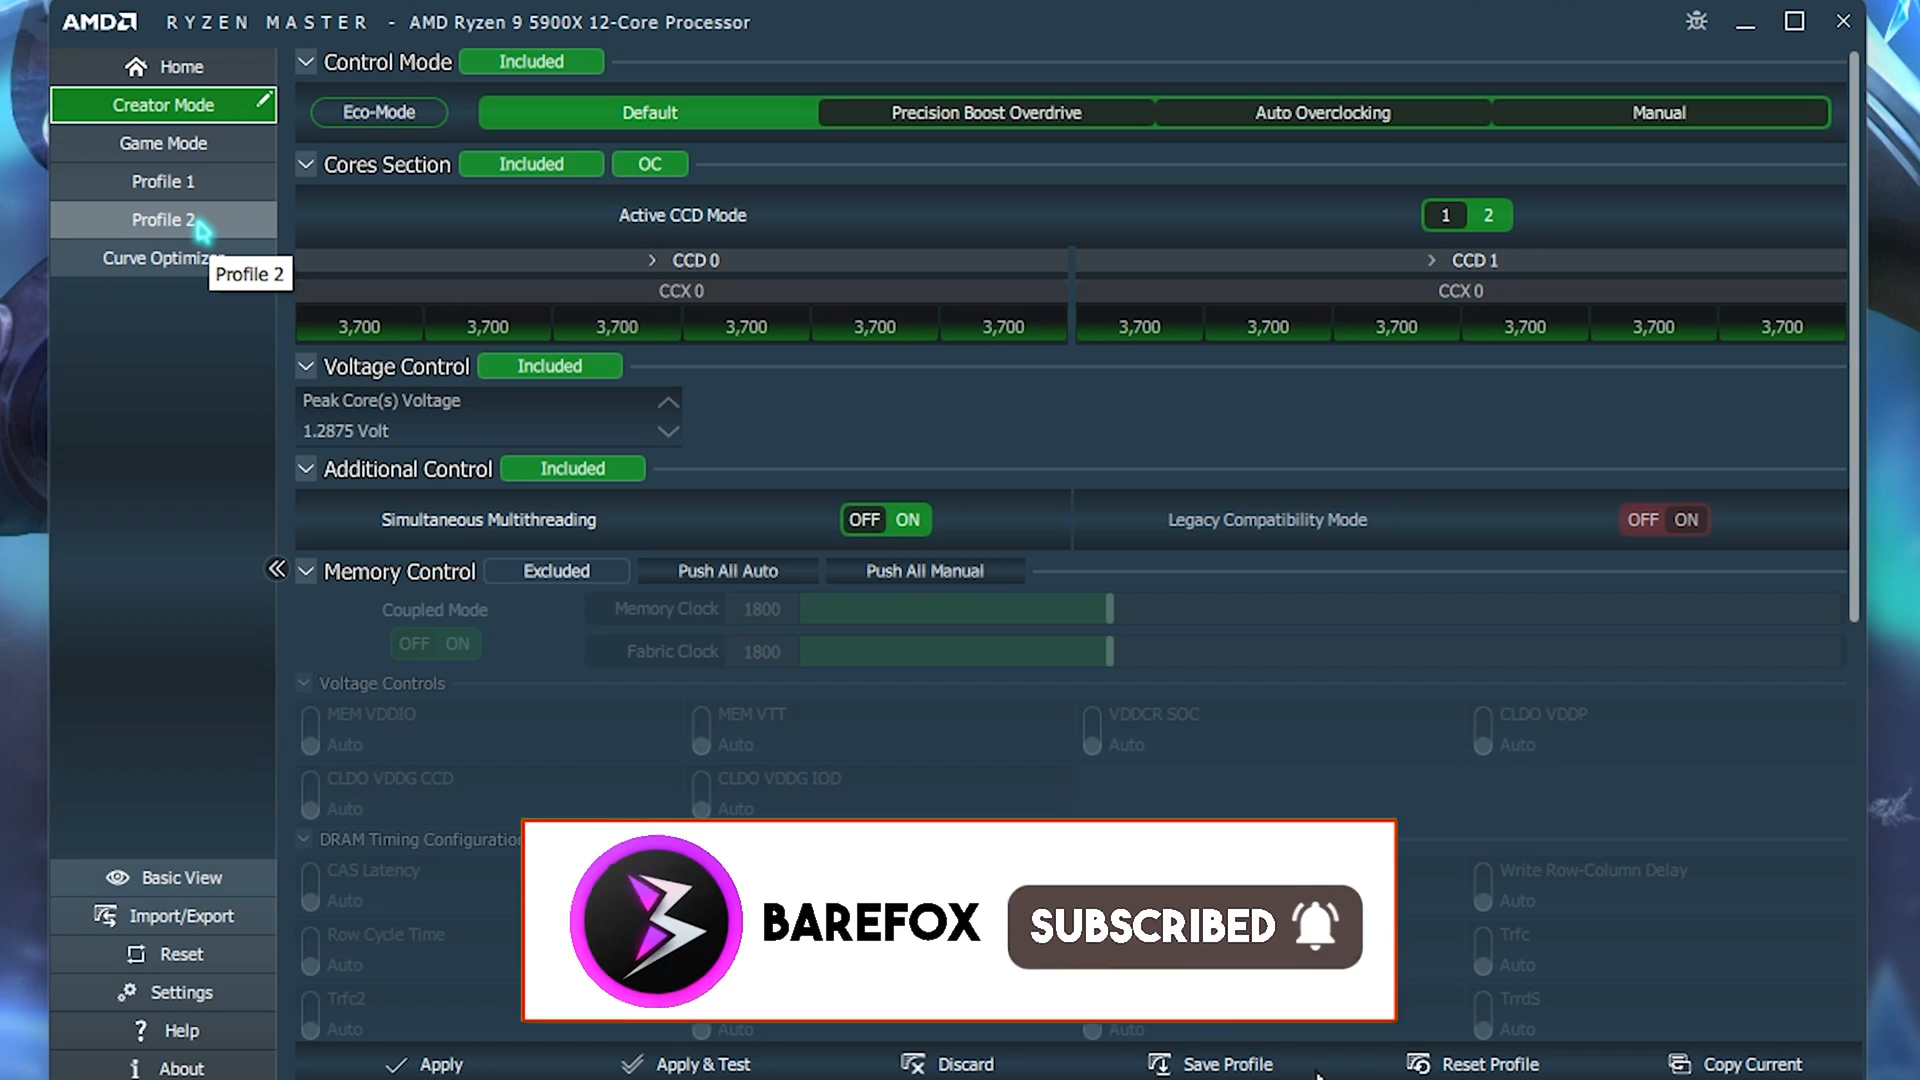 AMD RYZEN MASTER - AMD Ryzen 9 5900X 12-Core Processor
Home
Creator Mode
Game Mode
Profile 1
Profile 2
Curve Optimize
Profile 2
Control Mode Included
Eco-Mode Default Precision Boost Overdrive Auto Overclocking Manual
Cores Section Included OC
Active CCD Mode 1 2
CCD 0 CCD 1
CCX 0 CCX 0
3,700 3,700 3,700 3,700 3,700 3,700 3,700 3,700 3,700 3,700 3,700 3,700
Voltage Control Included
Peak Core(s) Voltage
1.2875 Volt
Additional Control Included
Simultaneous Multithreading OFF ON Legacy Compatibility Mode OFF ON
Memory Control Excluded Push All Auto Push All Manual
Coupled Mode Memory Clock 1800
OFF ON Fabric Clock 1800
Voltage Controls
MEM VDDIO MEM VTT VDDCR SOC CLDO VDDP
Auto Auto Auto Auto
CLDO VDDG CCD CLDO VDDG IOD
Auto Auto
DRAM Timing Configuration
CAS Latency Write Row-Column Delay
Auto Auto
Row Cycle Time Trfc
Auto Auto
Trfc2 TrrdS
Auto Auto Auto Auto
BAREFOX SUBSCRIBED
Basic View
Import/Export
Reset
Settings
? Help
i About
Apply Apply & Test Discard Save Profile Reset Profile Copy Current